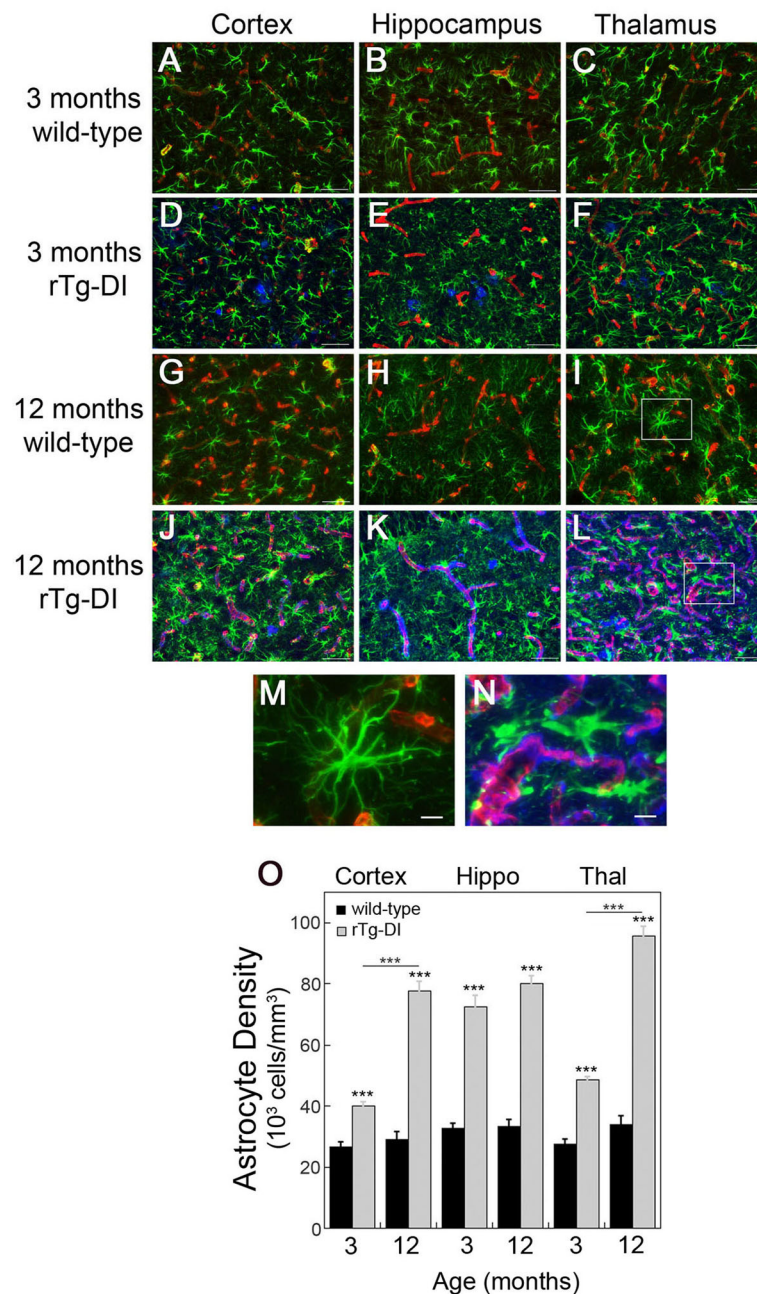 Cortex Hippocampus Thalamus
3 months
wild-type
A B C
3 months
rTg-DI
D E F
12 months
wild-type
G H I
12 months
rTg-DI
J K L
M N
O
Cortex Hippo Thal
wild-type
rTg-DI
*** *** *** *** *** *** *** ***
Astrocyte Density
(10³ cells/mm³)
100
80
60
40
20
0
3 12 3 12 3 12
Age (months)